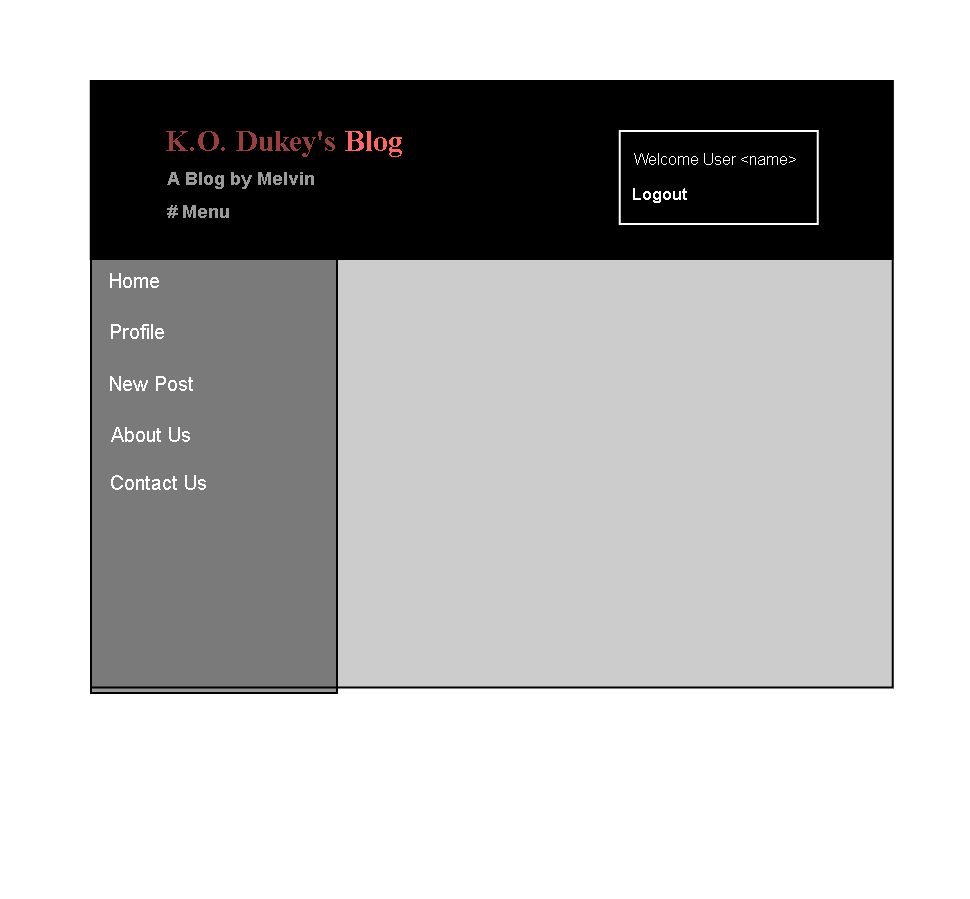 K.O. Dukey's Blog
A Blog by Melvin
# Menu
Welcome User <name>
Logout
Home
Profile
New Post
About Us
Contact Us